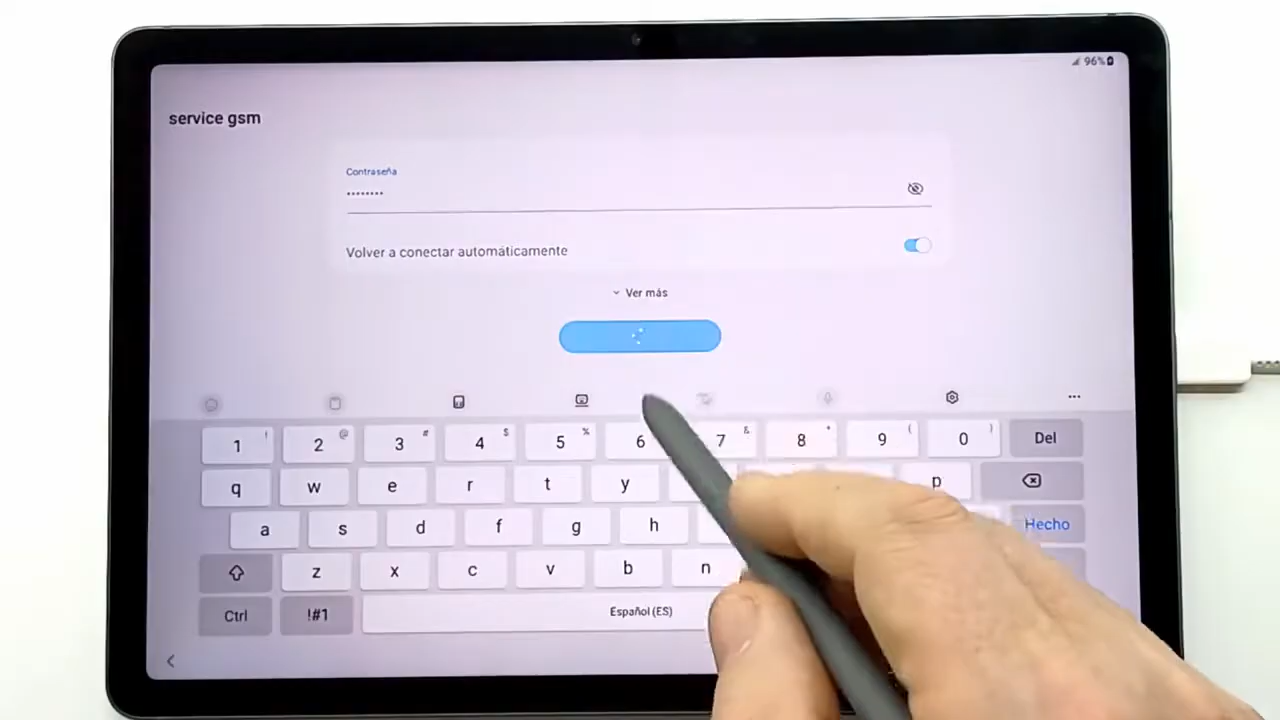 96%
service gsm
Contraseña
••••••••
Volver a conectar automáticamente
Ver más
1 ! 2 @ 3 # 4 $ 5 % 6 7 & 8 * 9 ( 0 ) Del
q w e r t y p
a s d f g h Hecho
z x c v b n
Ctrl !#1 Español (ES)